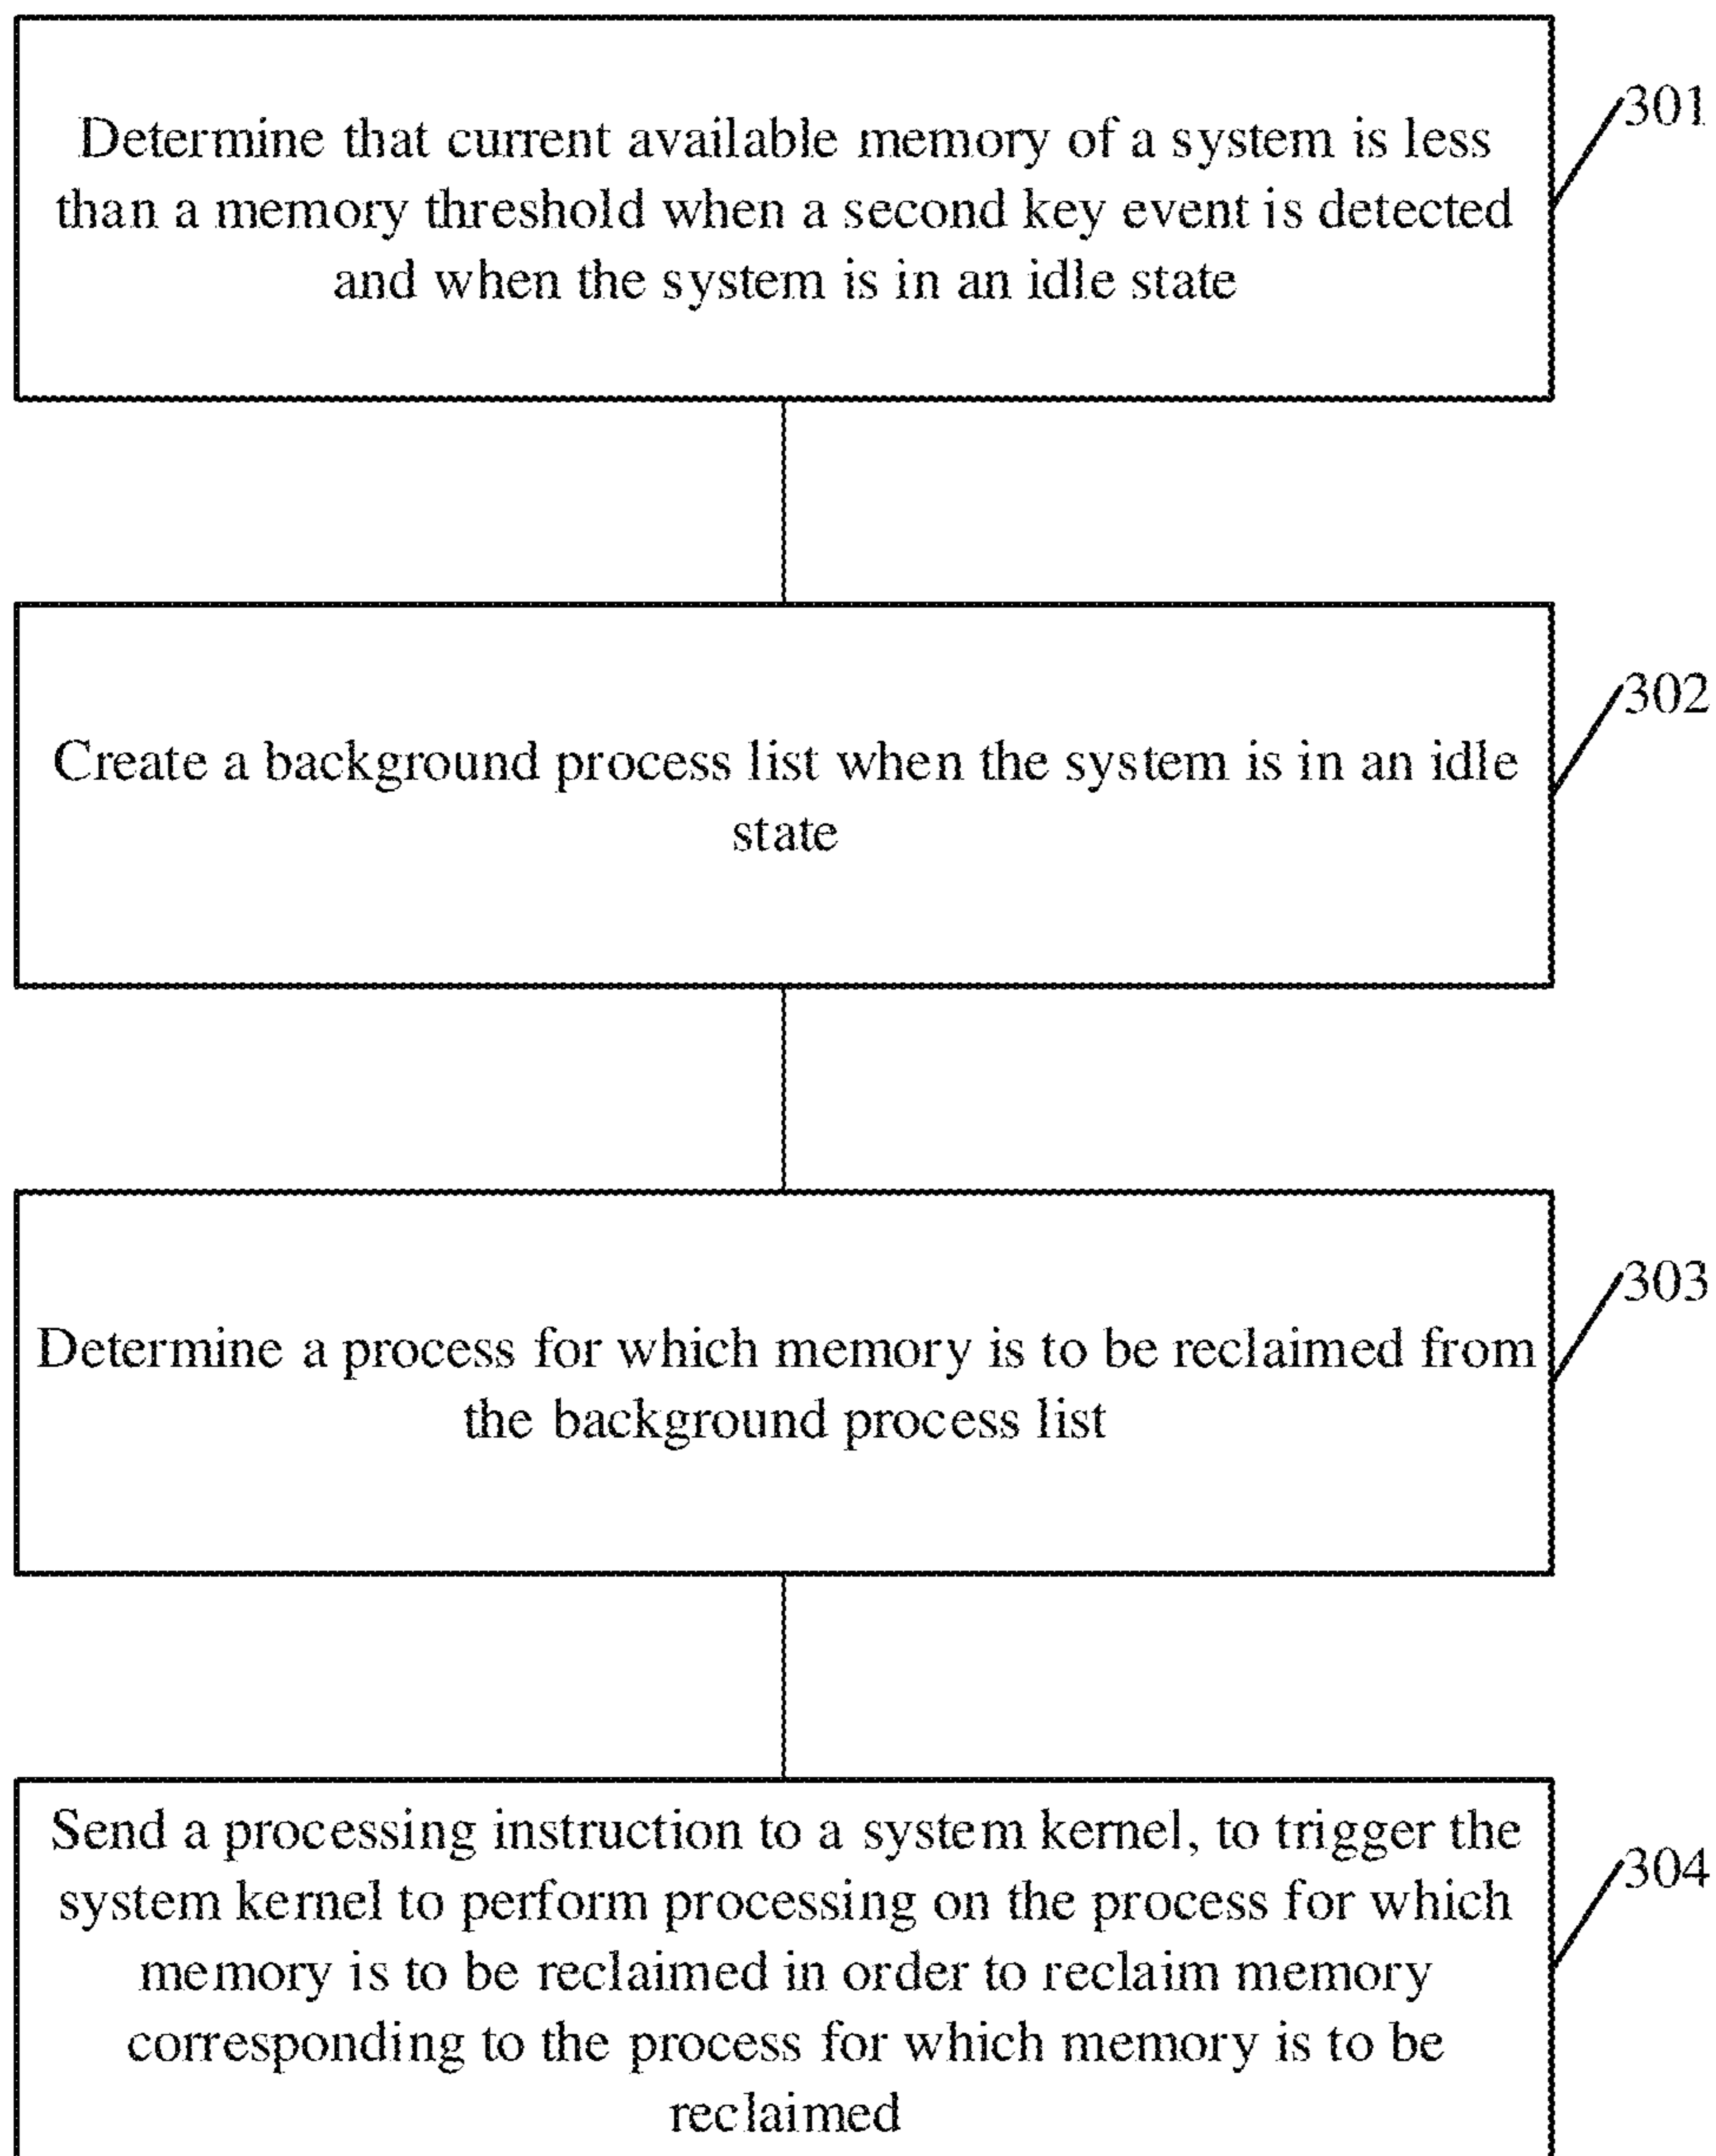 Determine that current available memory of a system is less
than a memory threshold when a second key event is detected
and when the system is in an idle state
301
Create a background process list when the system is in an idle
state
302
Determine a process for which memory is to be reclaimed from
the background process list
303
Send a processing instruction to a system kernel, to trigger the
system kernel to perform processing on the process for which
memory is to be reclaimed in order to reclaim memory
corresponding to the process for which memory is to be
reclaimed
304